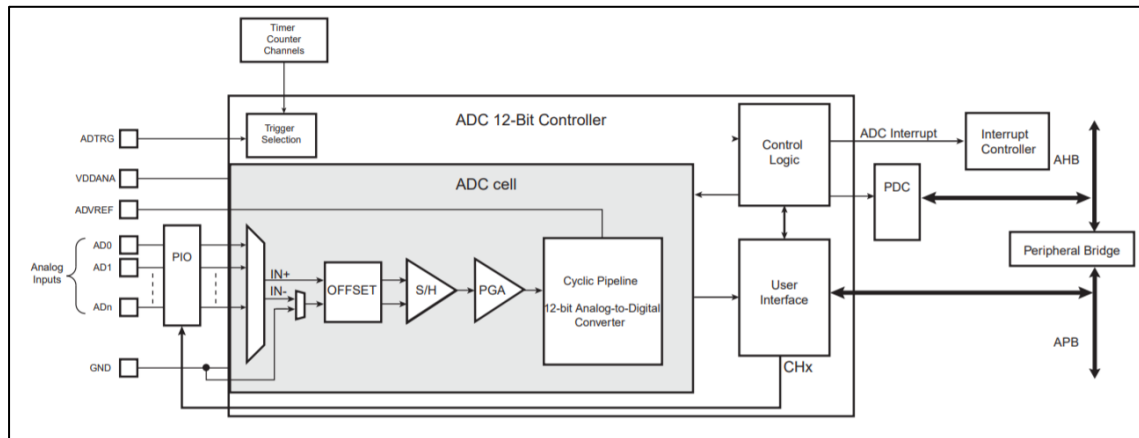 Timer
Counter
Channels
ADC 12-Bit Controller
Trigger
Selection
ADTRG
VDDANA
ADVREF
Analog
Inputs
AD0
AD1
ADn
GND
PIO
ADC cell
IN+
IN-
OFFSET
S/H
PGA
Cyclic Pipeline
12-bit Analog-to-Digital
Converter
Control
Logic
User
Interface
CHx
ADC Interrupt
Interrupt
Controller
PDC
AHB
Peripheral Bridge
APB